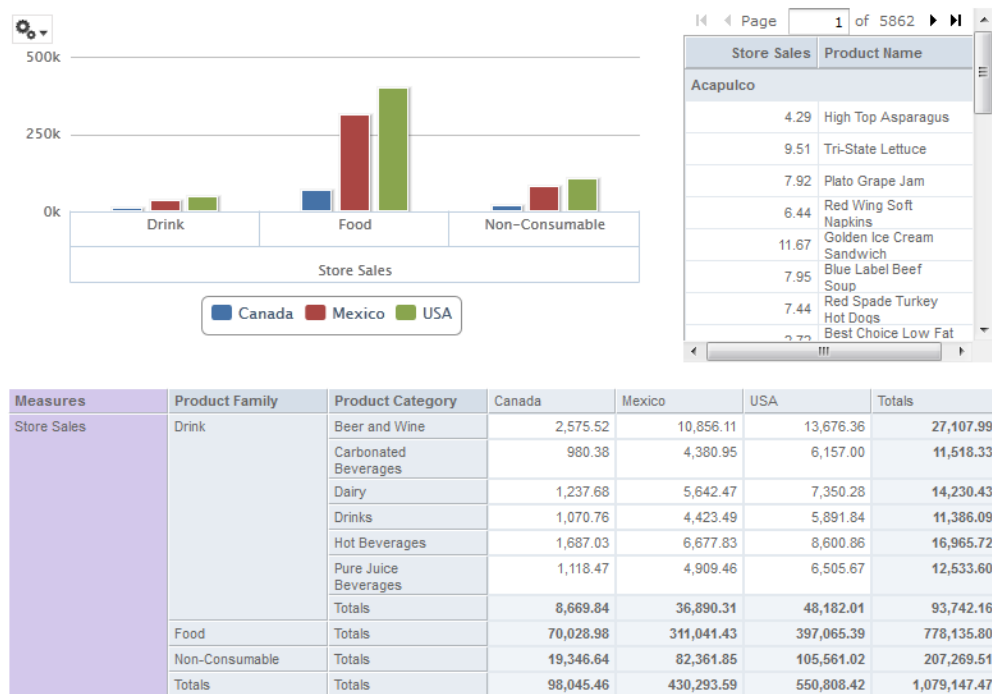 500k
250k
0k
Drink Food Non-Consumable
Store Sales
Canada Mexico USA
Page 1 of 5862
Store Sales Product Name
Acapulco
4.29 High Top Asparagus
9.51 Tri-State Lettuce
7.92 Plato Grape Jam
6.44 Red Wing Soft
Napkins
11.67 Golden Ice Cream
Sandwich
7.95 Blue Label Beef
Soup
7.44 Red Spade Turkey
Hot Dogs
2.72 Best Choice Low Fat
Measures Product Family Product Category Canada Mexico USA Totals
Store Sales Drink Beer and Wine 2,575.52 10,856.11 13,676.36 27,107.99
Carbonated
Beverages 980.38 4,380.95 6,157.00 11,518.33
Dairy 1,237.68 5,642.47 7,350.28 14,230.43
Drinks 1,070.76 4,423.49 5,891.84 11,386.09
Hot Beverages 1,687.03 6,677.83 8,600.86 16,965.72
Pure Juice
Beverages 1,118.47 4,909.46 6,505.67 12,533.60
Totals 8,669.84 36,890.31 48,182.01 93,742.16
Food Totals 70,028.98 311,041.43 397,065.39 778,135.80
Non-Consumable Totals 19,346.64 82,361.85 105,561.02 207,269.51
Totals Totals 98,045.46 430,293.59 550,808.42 1,079,147.47